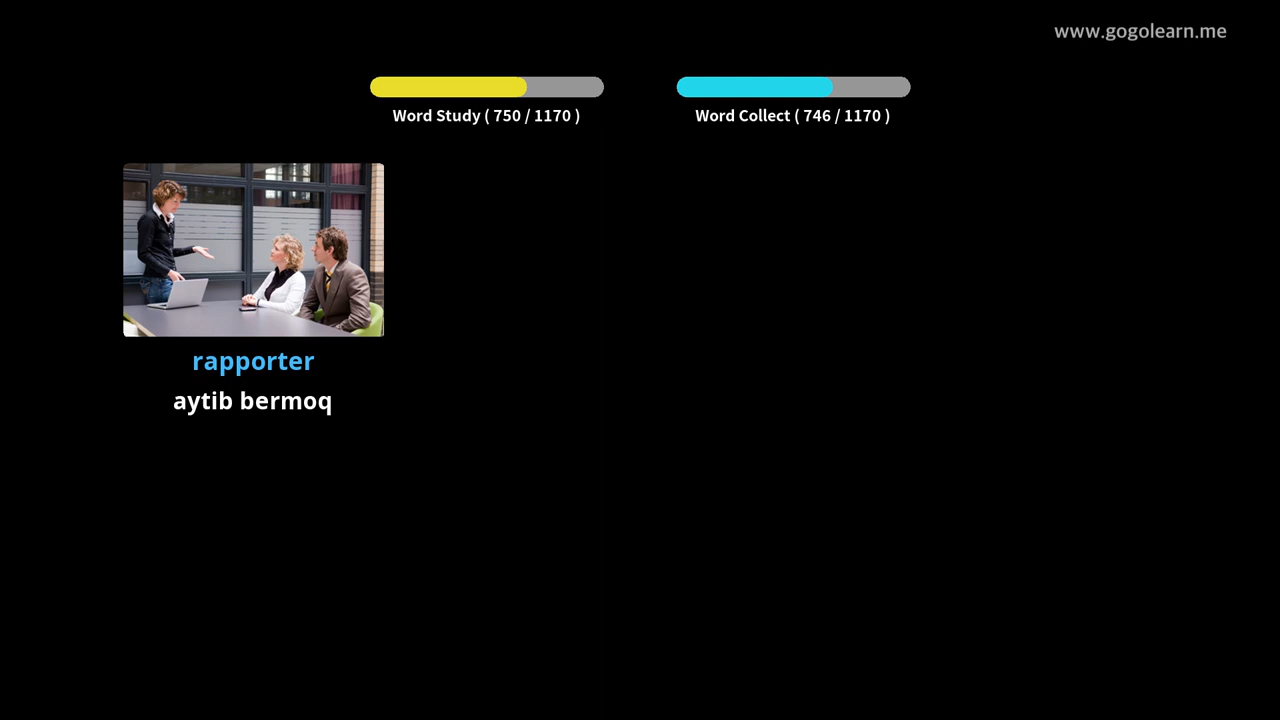 www.gogolearn.me
Word Study ( 750 / 1170 )
Word Collect ( 746 / 1170 )
rapporter
aytib bermoq